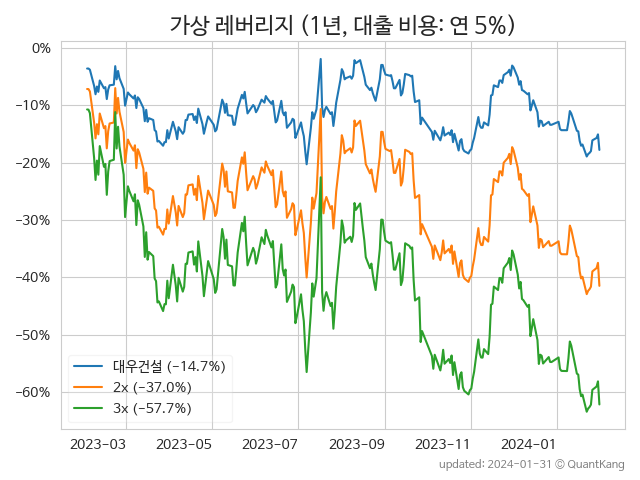 가상 레버리지 (1년, 대출 비용: 연 5%)
0%
−10%
−20%
−30%
−40%
−50%
−60%
대우건설 (−14.7%)
2x (−37.0%)
3x (−57.7%)
2023-03 2023-05 2023-07 2023-09 2023-11 2024-01
updated: 2024-01-31 © QuantKang